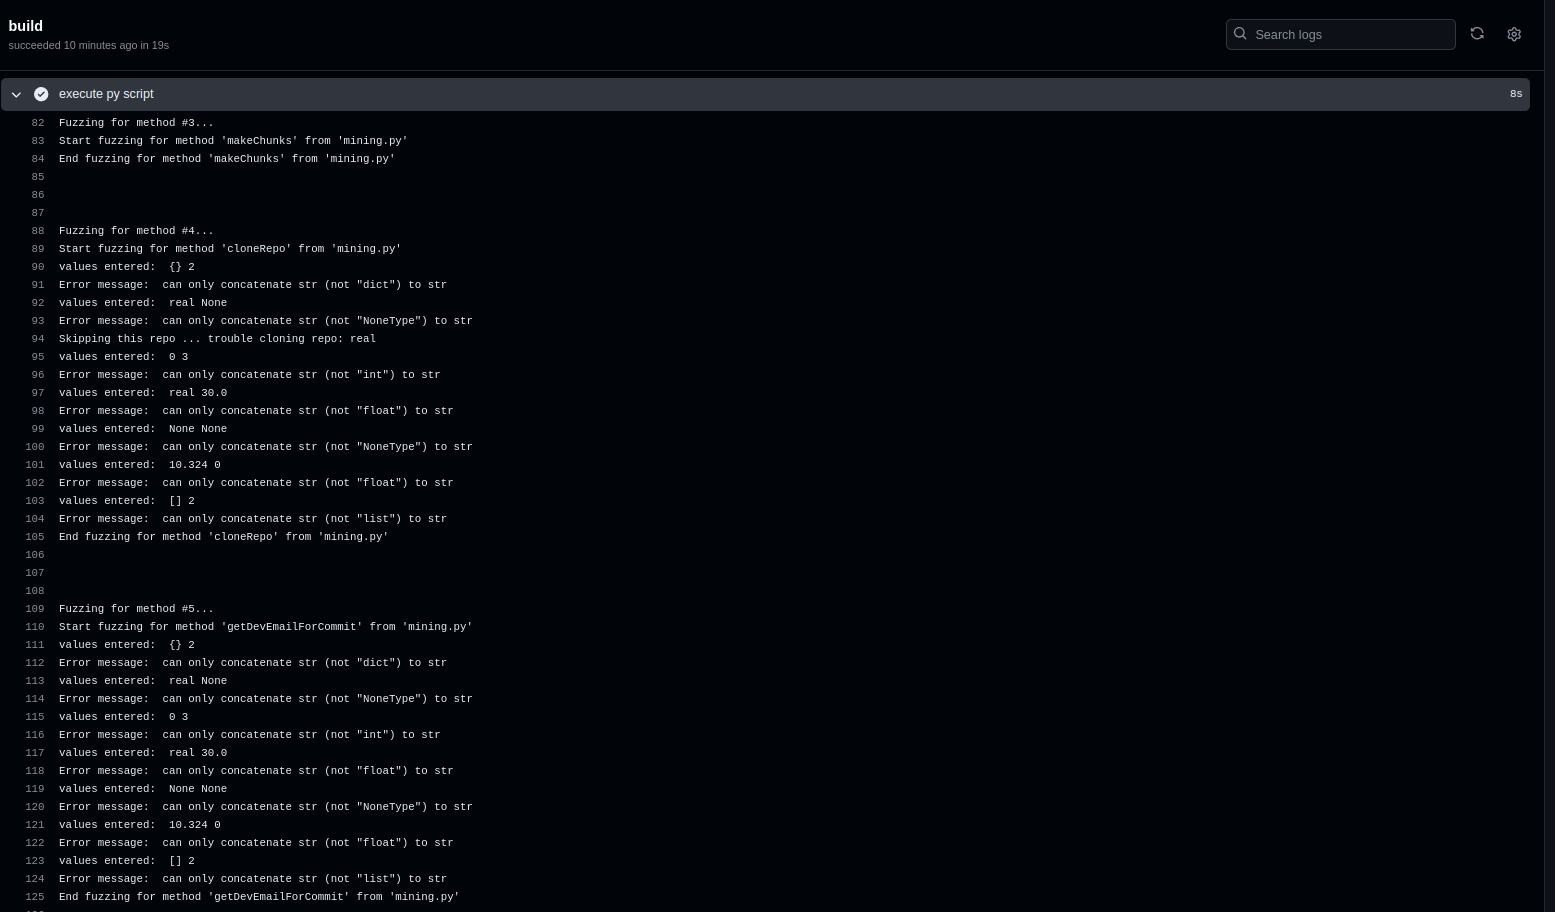 build
succeeded 10 minutes ago in 19s
Search logs
execute py script 8s
82 Fuzzing for method #3...
83 Start fuzzing for method 'makeChunks' from 'mining.py'
84 End fuzzing for method 'makeChunks' from 'mining.py'
85
86
87
88 Fuzzing for method #4...
89 Start fuzzing for method 'cloneRepo' from 'mining.py'
90 values entered:  {} 2
91 Error message:  can only concatenate str (not "dict") to str
92 values entered:  real None
93 Error message:  can only concatenate str (not "NoneType") to str
94 Skipping this repo ... trouble cloning repo: real
95 values entered:  0 3
96 Error message:  can only concatenate str (not "int") to str
97 values entered:  real 30.0
98 Error message:  can only concatenate str (not "float") to str
99 values entered:  None None
100 Error message:  can only concatenate str (not "NoneType") to str
101 values entered:  10.324 0
102 Error message:  can only concatenate str (not "float") to str
103 values entered:  [] 2
104 Error message:  can only concatenate str (not "list") to str
105 End fuzzing for method 'cloneRepo' from 'mining.py'
106
107
108
109 Fuzzing for method #5...
110 Start fuzzing for method 'getDevEmailForCommit' from 'mining.py'
111 values entered:  {} 2
112 Error message:  can only concatenate str (not "dict") to str
113 values entered:  real None
114 Error message:  can only concatenate str (not "NoneType") to str
115 values entered:  0 3
116 Error message:  can only concatenate str (not "int") to str
117 values entered:  real 30.0
118 Error message:  can only concatenate str (not "float") to str
119 values entered:  None None
120 Error message:  can only concatenate str (not "NoneType") to str
121 values entered:  10.324 0
122 Error message:  can only concatenate str (not "float") to str
123 values entered:  [] 2
124 Error message:  can only concatenate str (not "list") to str
125 End fuzzing for method 'getDevEmailForCommit' from 'mining.py'